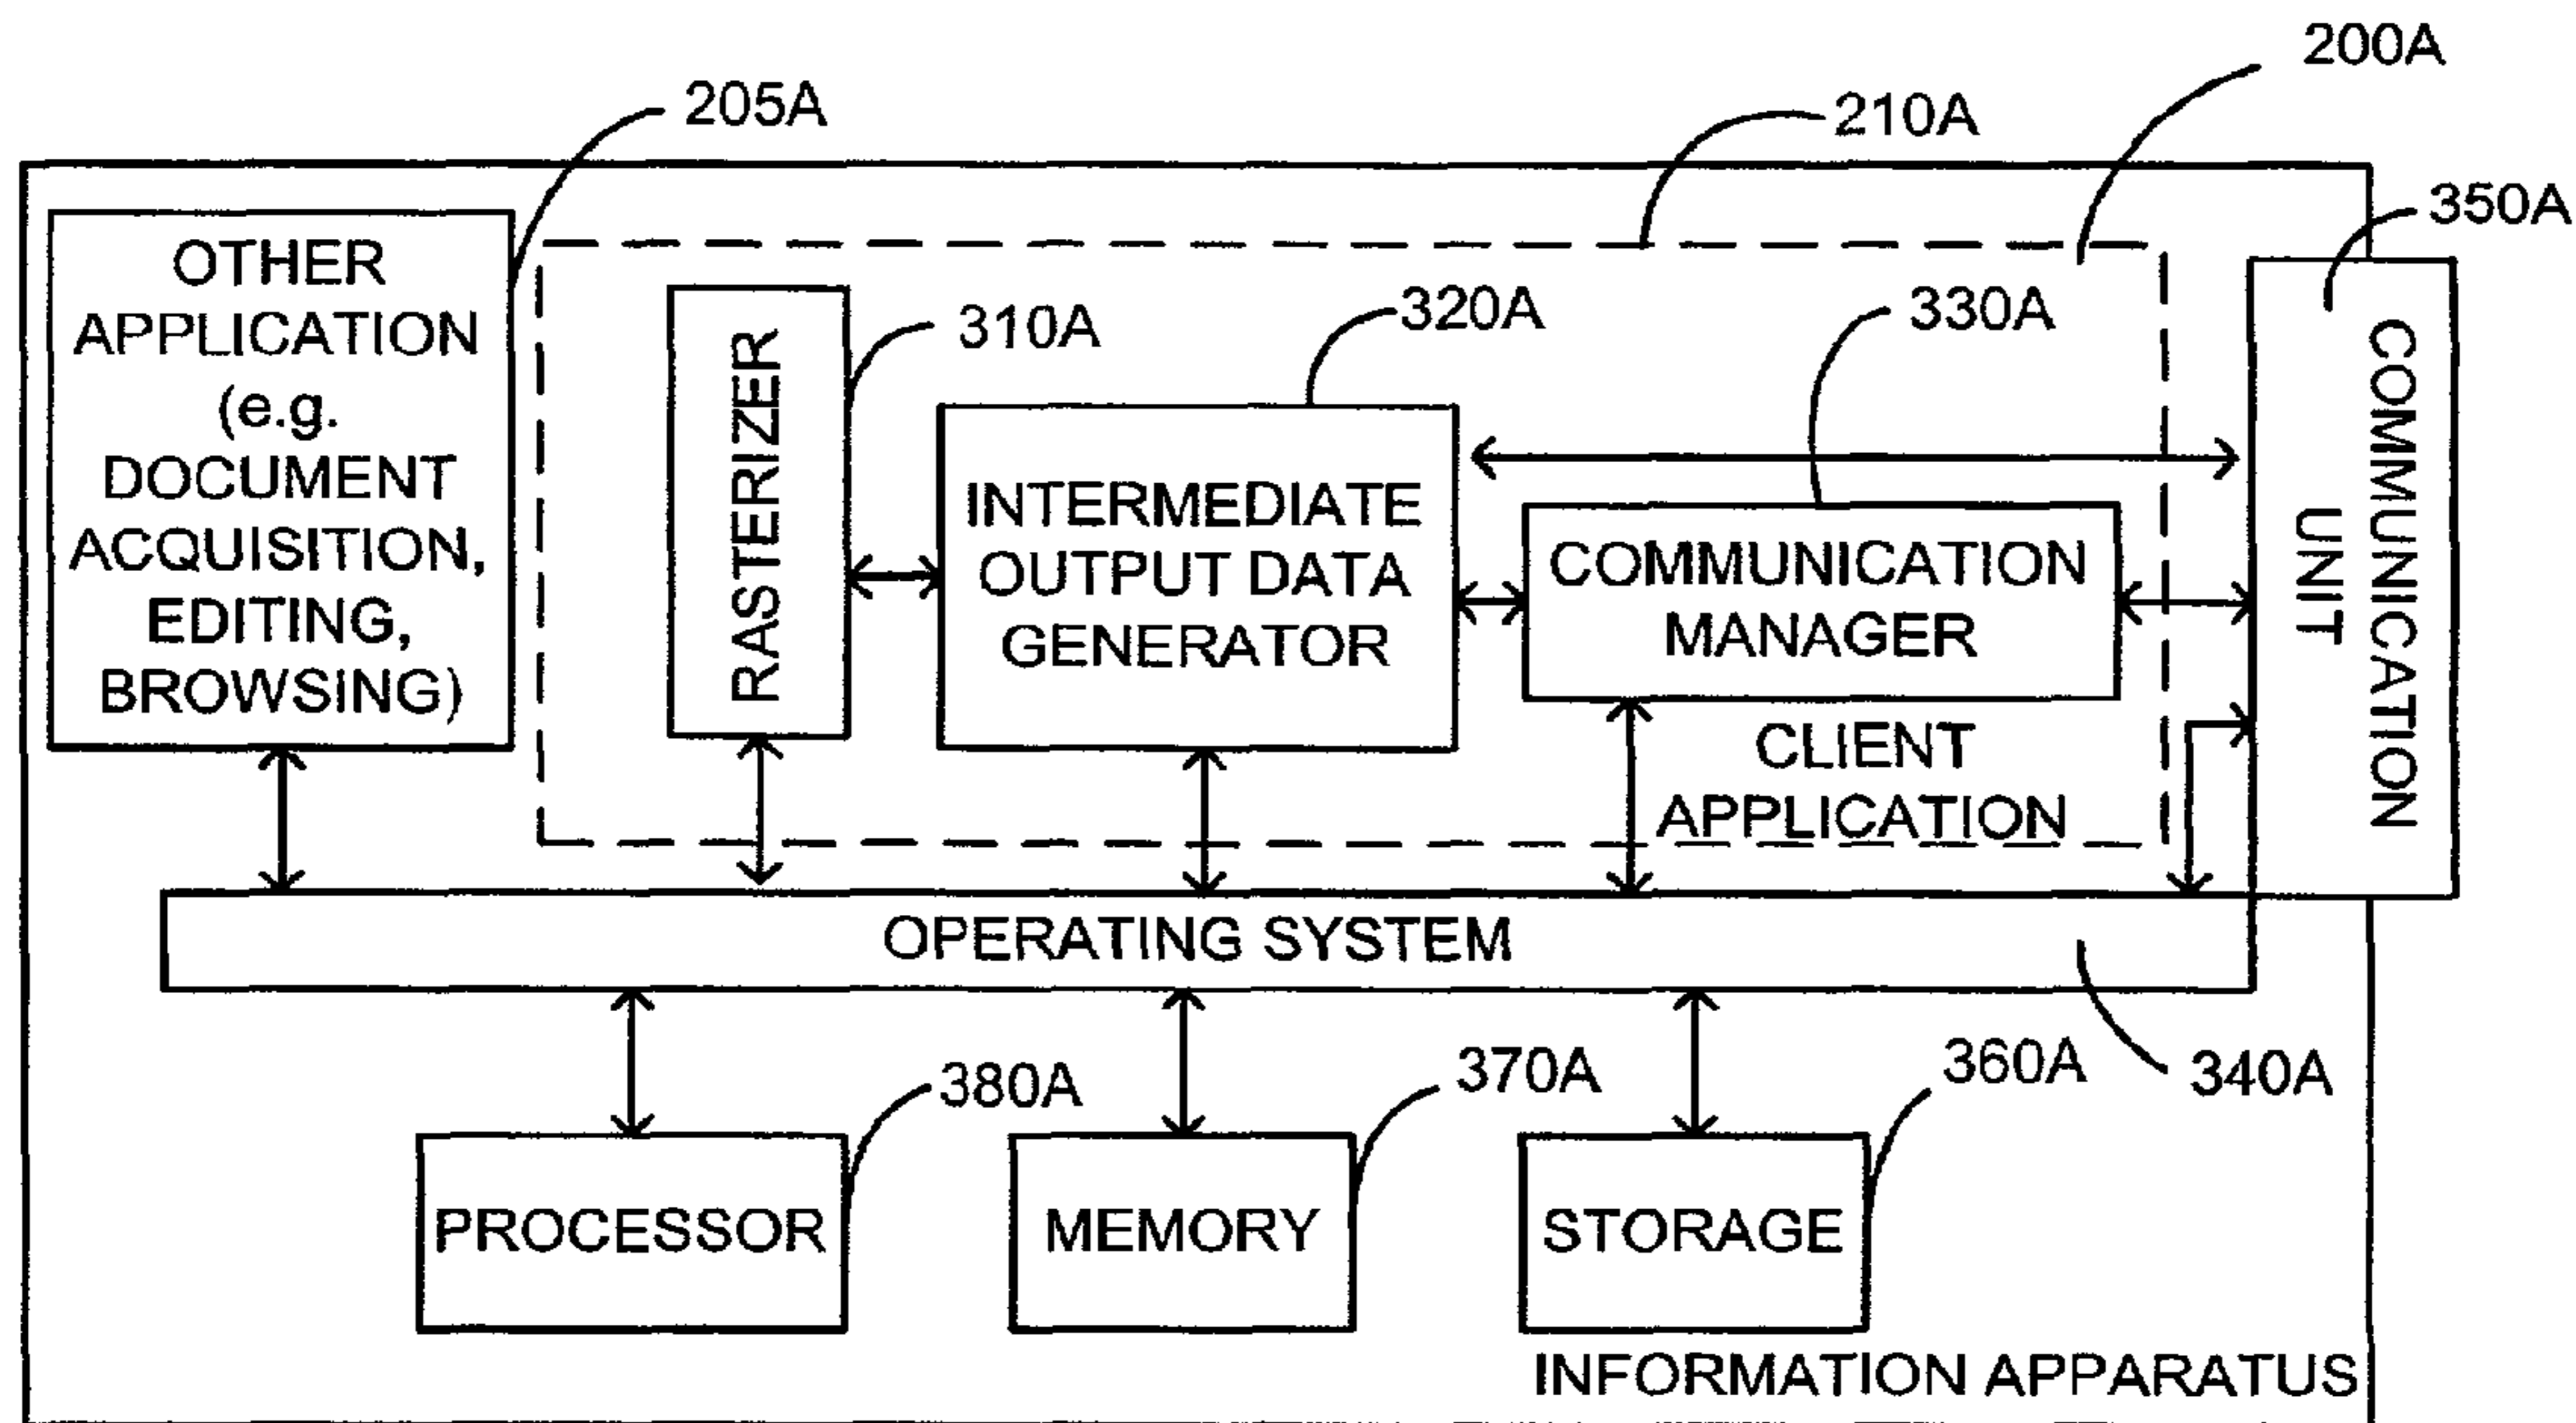 200A
205A
210A
350A
OTHER
APPLICATION
(e.g.
DOCUMENT
ACQUISITION,
EDITING,
BROWSING)
RASTERIZER
310A
320A
330A
INTERMEDIATE
OUTPUT DATA
GENERATOR
COMMUNICATION
MANAGER
CLIENT
APPLICATION
COMMUNICATION
UNIT
OPERATING SYSTEM
380A
370A
360A
340A
PROCESSOR
MEMORY
STORAGE
INFORMATION APPARATUS